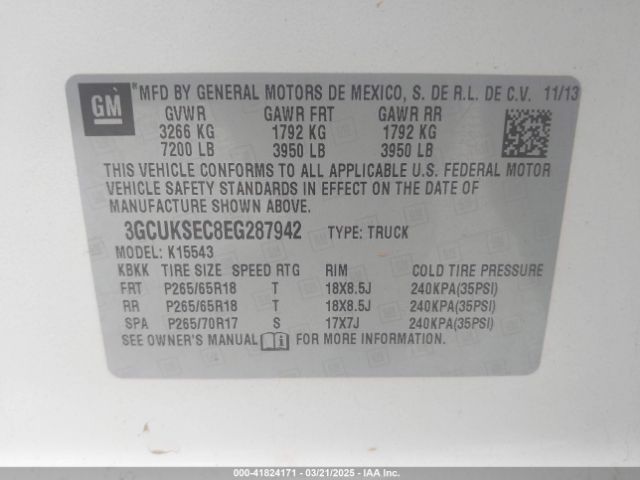 GM
® MFD BY GENERAL MOTORS DE MEXICO, S. DE R.L. DE C.V. 11/13
GVWR GAWR FRT GAWR RR
3266 KG 1792 KG 1792 KG
7200 LB 3950 LB 3950 LB
THIS VEHICLE CONFORMS TO ALL APPLICABLE U.S. FEDERAL MOTOR
VEHICLE SAFETY STANDARDS IN EFFECT ON THE DATE OF
MANUFACTURE SHOWN ABOVE.
3GCUKSEC8EG287942 TYPE: TRUCK
MODEL: K15543
KBKK TIRE SIZE SPEED RTG RIM COLD TIRE PRESSURE
FRT P265/65R18 T 18X8.5J 240KPA(35PSI)
RR P265/65R18 T 18X8.5J 240KPA(35PSI)
SPA P265/70R17 S 17X7J 240KPA(35PSI)
SEE OWNER'S MANUAL i FOR MORE INFORMATION.
000-41824171 - 03/21/2025 - IAA Inc.